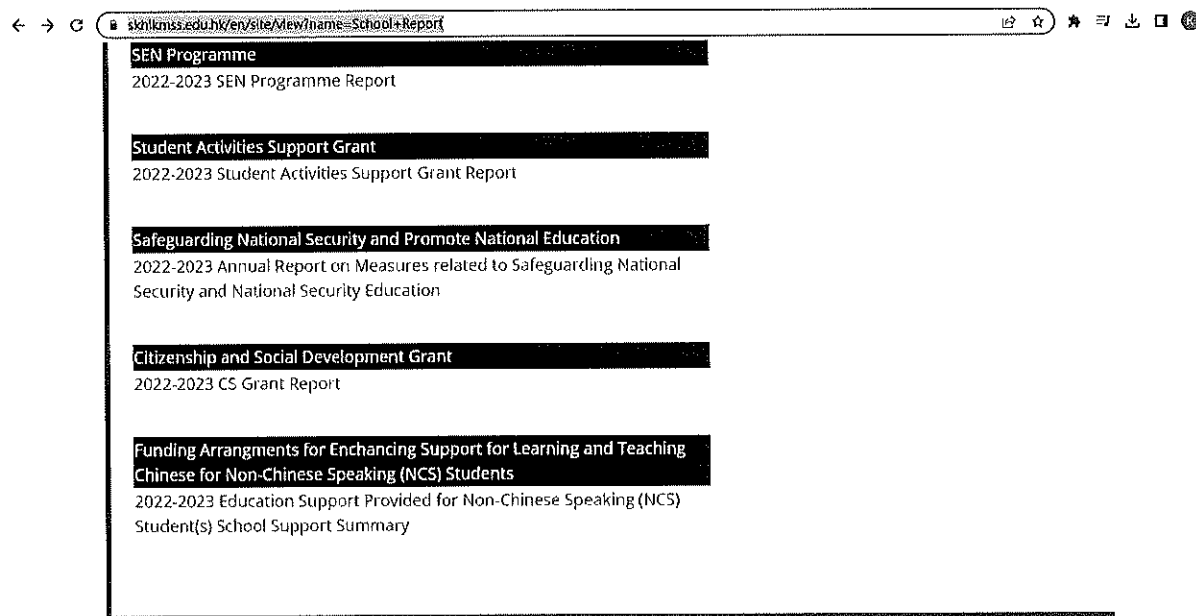 skhlkmss.edu.hk/en/site/view?name=School+Report
SEN Programme
2022-2023 SEN Programme Report
Student Activities Support Grant
2022-2023 Student Activities Support Grant Report
Safeguarding National Security and Promote National Education
2022-2023 Annual Report on Measures related to Safeguarding National
Security and National Security Education
Citizenship and Social Development Grant
2022-2023 CS Grant Report
Funding Arrangments for Enchancing Support for Learning and Teaching
Chinese for Non-Chinese Speaking (NCS) Students
2022-2023 Education Support Provided for Non-Chinese Speaking (NCS)
Student(s) School Support Summary